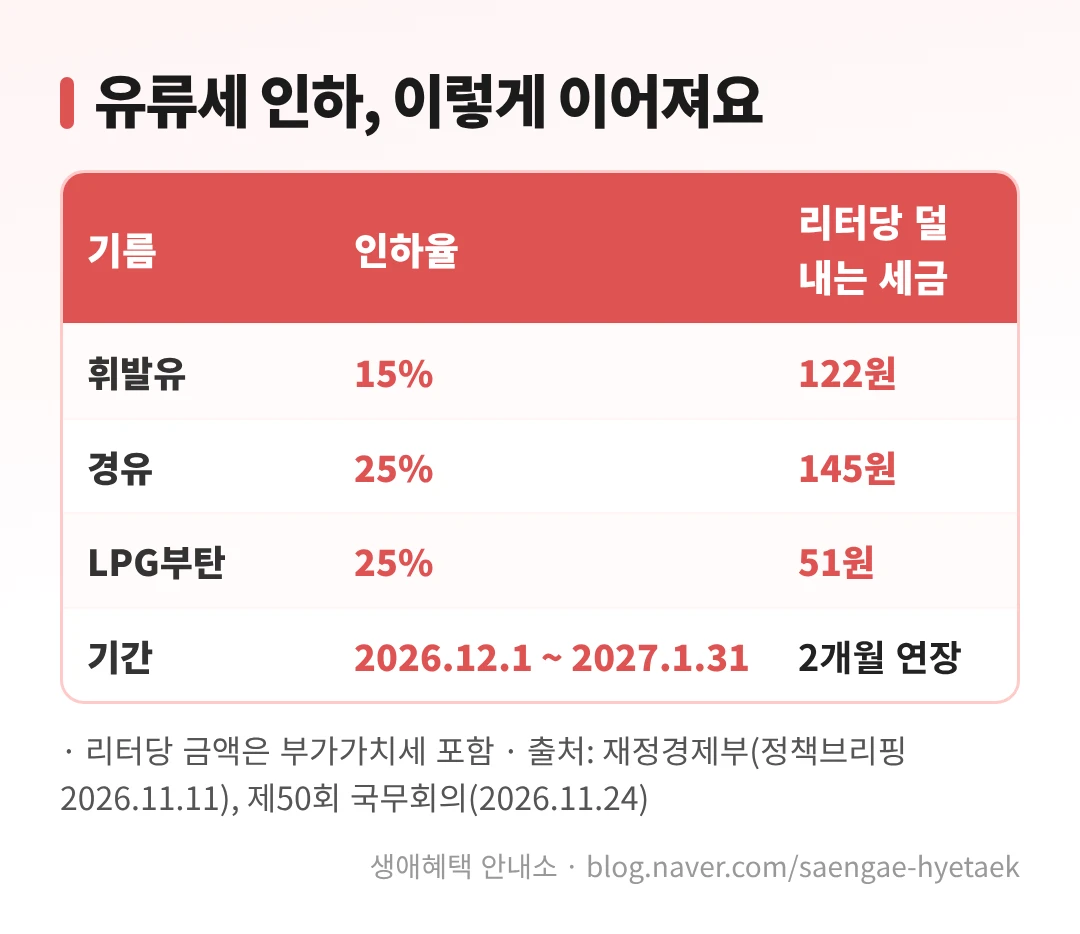 유류세 인하, 이렇게 이어져요
기름 인하율 리터당 덜 내는 세금
휘발유 15% 122원
경유 25% 145원
LPG부탄 25% 51원
기간 2026.12.1 ~ 2027.1.31 2개월 연장
· 리터당 금액은 부가가치세 포함 · 출처: 재정경제부(정책브리핑
2026.11.11), 제50회 국무회의(2026.11.24)
생애혜택 안내소 · blog.naver.com/saengae-hyetaek